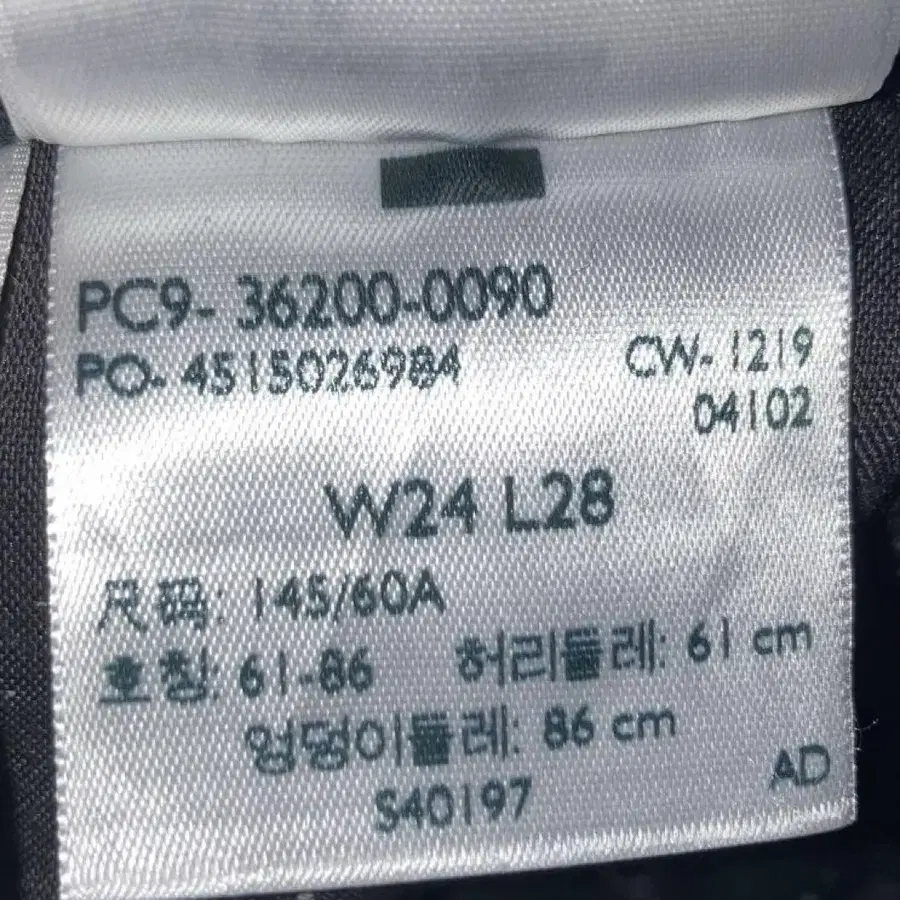 PC9- 36200-0090
PO- 4515026984
CW- 1219
04102
W24 L28
尺码: 145/60A
호칭: 61-86 허리둘레: 61 cm
엉덩이둘레: 86 cm
AD
S40197